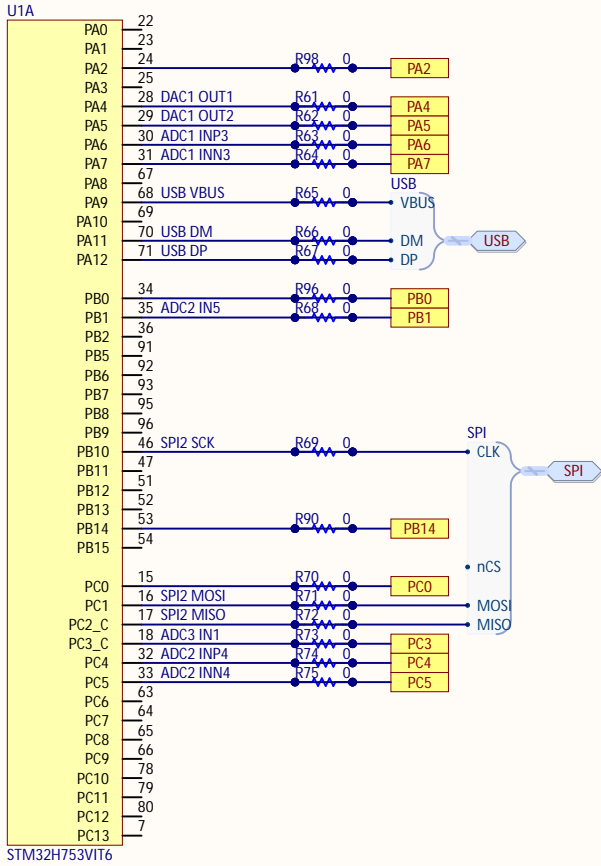 U1A
PA0 22
PA1 23
PA2 24 R98 0 PA2
PA3 25
PA4 28 DAC1 OUT1 R61 0 PA4
PA5 29 DAC1 OUT2 R62 0 PA5
PA6 30 ADC1 INP3 R63 0 PA6
PA7 31 ADC1 INN3 R64 0 PA7
PA8 67
USB
PA9 68 USB VBUS R65 0 VBUS
PA10 69
PA11 70 USB DM R66 0 DM USB
PA12 71 USB DP R67 0 DP
PB0 34 R96 0 PB0
PB1 35 ADC2 IN5 R68 0 PB1
PB2 36
PB5 91
PB6 92
PB7 93
PB8 95
PB9 96
SPI
PB10 46 SPI2 SCK R69 0 CLK
PB11 47 SPI
PB12 51
PB13 52
PB14 53 R90 0 PB14
PB15 54
nCS
PC0 15 R70 0 PC0
PC1 16 SPI2 MOSI R71 0 MOSI
PC2_C 17 SPI2 MISO R72 0 MISO
PC3_C 18 ADC3 IN1 R73 0 PC3
PC4 32 ADC2 INP4 R74 0 PC4
PC5 33 ADC2 INN4 R75 0 PC5
PC6 63
PC7 64
PC8 65
PC9 66
PC10 78
PC11 79
PC12 80
PC13 7
STM32H753VIT6